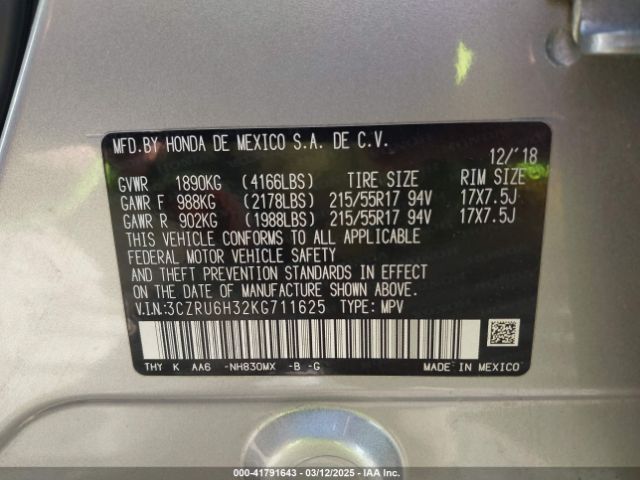 MFD.BY HONDA DE MEXICO S.A. DE C.V.
12/'18
GVWR 1890KG (4166LBS) TIRE SIZE RIM SIZE
GAWR F 988KG (2178LBS) 215/55R17 94V 17X7.5J
GAWR R 902KG (1988LBS) 215/55R17 94V 17X7.5J
THIS VEHICLE CONFORMS TO ALL APPLICABLE
FEDERAL MOTOR VEHICLE SAFETY
AND THEFT PREVENTION STANDARDS IN EFFECT
ON THE DATE OF MANUFACTURE SHOWN ABOVE.
V.I.N:3CZRU6H32KG711625 TYPE: MPV
THY K AA6 -NH830MX -B -G MADE IN MEXICO
000-41791643 / 03/12/2025 / IAA Inc.